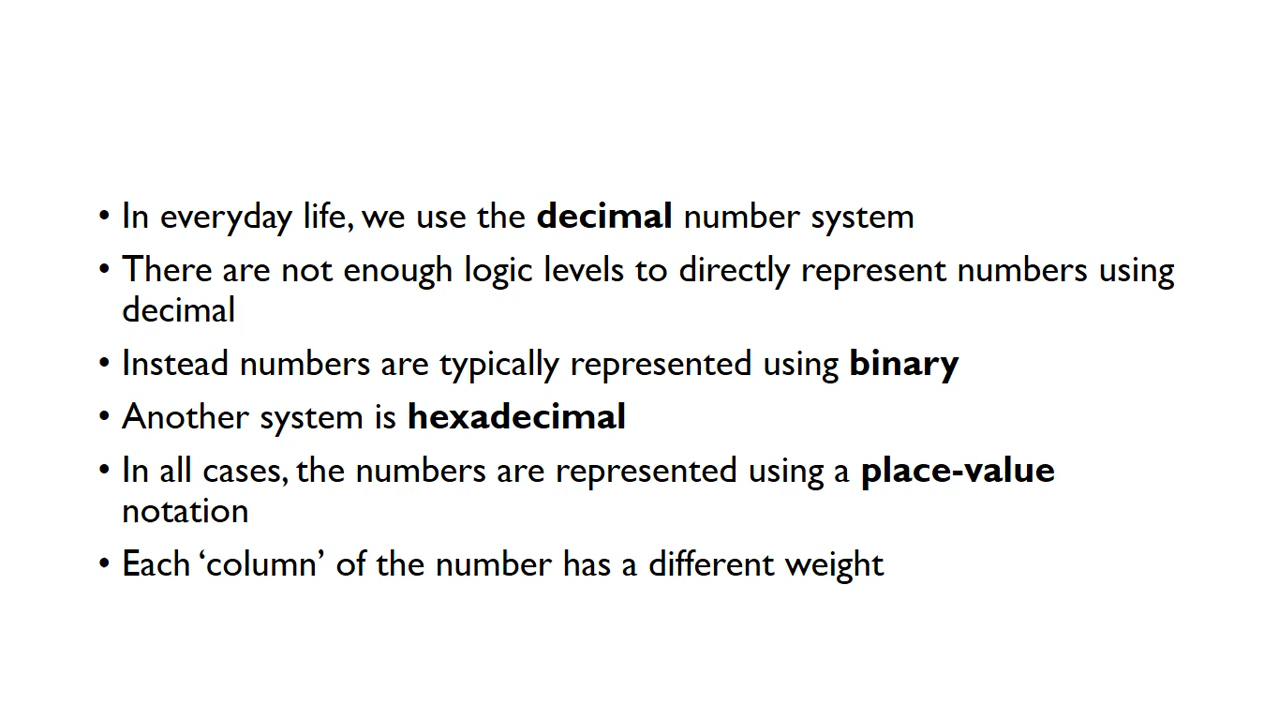 • In everyday life, we use the decimal number system
• There are not enough logic levels to directly represent numbers using
decimal
• Instead numbers are typically represented using binary
• Another system is hexadecimal
• In all cases, the numbers are represented using a place-value
notation
• Each ‘column’ of the number has a different weight